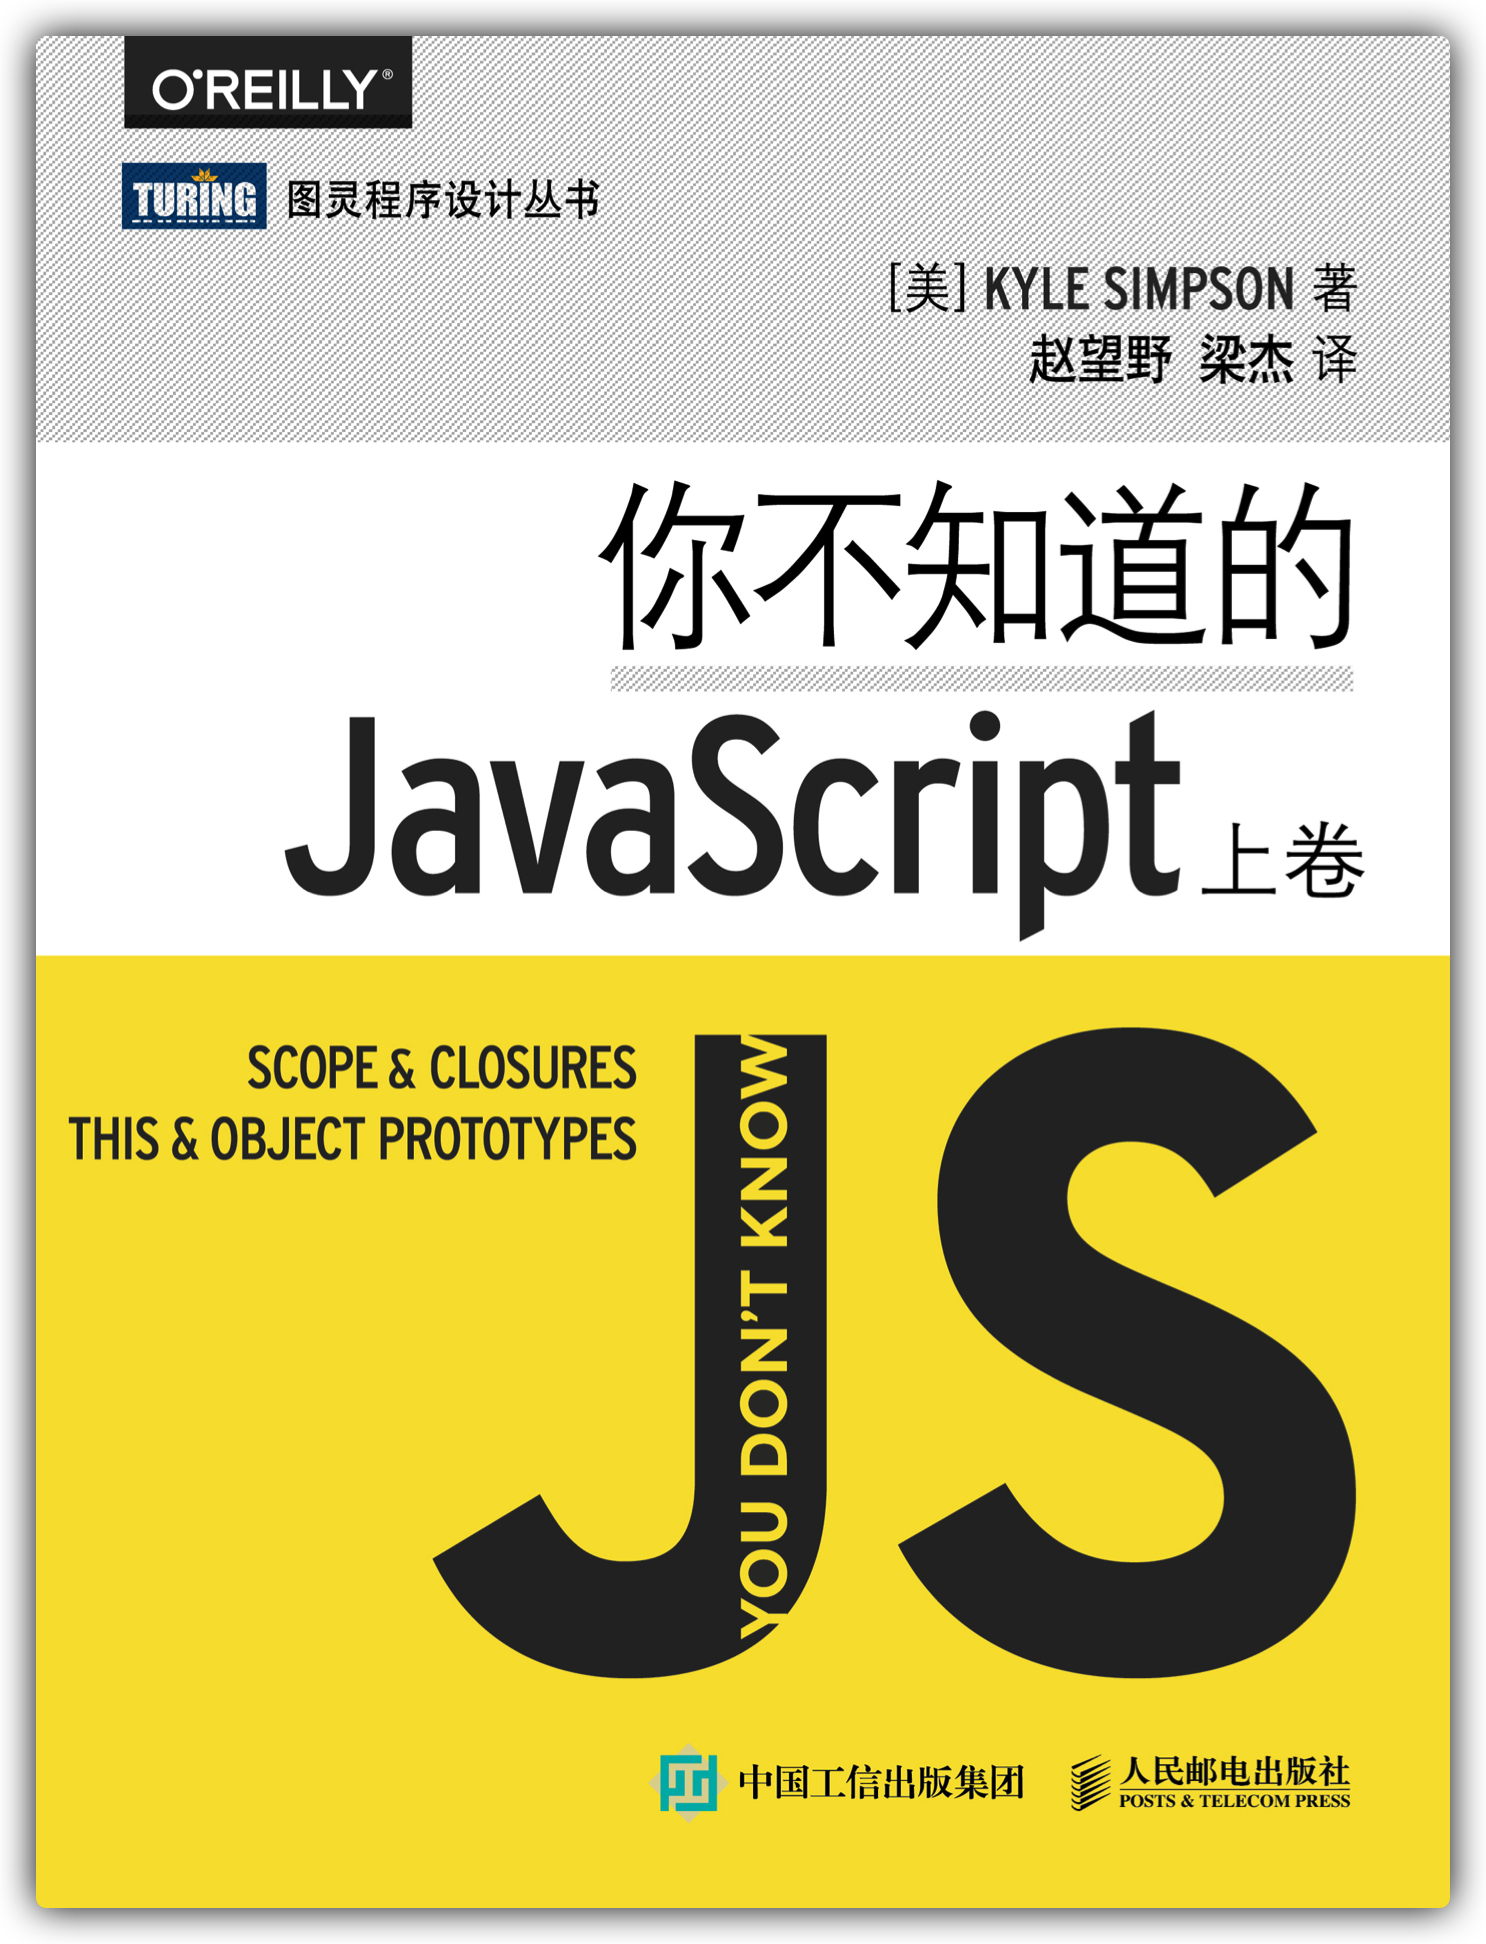 O'REILLY®
TURING 图灵程序设计丛书
[美] KYLE SIMPSON 著
赵望野 梁杰 译
你不知道的
JavaScript 上卷
SCOPE & CLOSURES
THIS & OBJECT PROTOTYPES
YOU DON'T KNOW
JS
中国工信出版集团
人民邮电出版社
POSTS & TELECOM PRESS